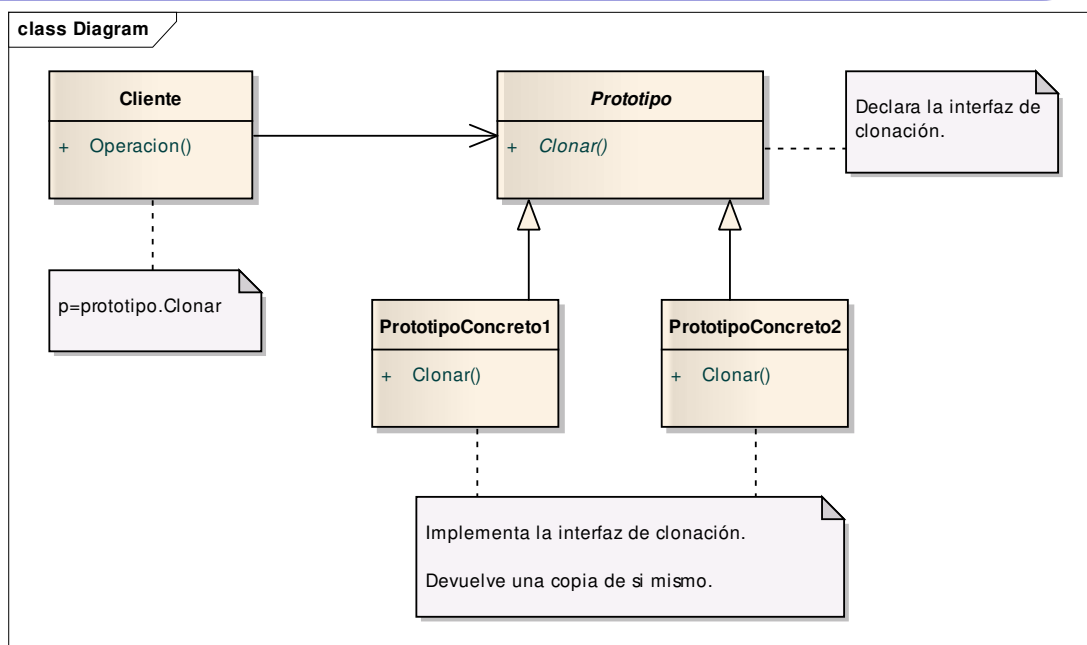 class Diagram
Cliente
+ Operacion()
Prototipo
+ Clonar()
Declara la interfaz de
clonación.
p=prototipo.Clonar
PrototipoConcreto1
+ Clonar()
PrototipoConcreto2
+ Clonar()
Implementa la interfaz de clonación.
Devuelve una copia de si mismo.